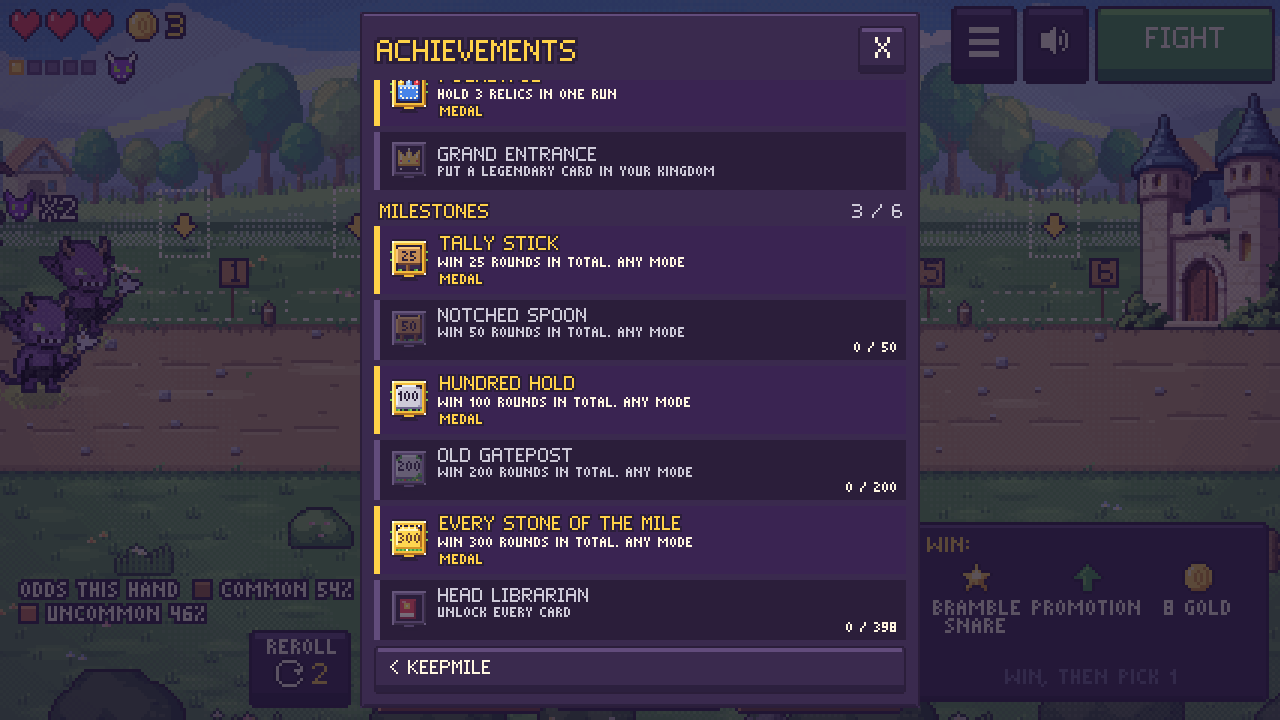 3
ACHIEVEMENTS
X
FIGHT
HOLD 3 RELICS IN ONE RUN
MEDAL
GRAND ENTRANCE
PUT A LEGENDARY CARD IN YOUR KINGDOM
X2
MILESTONES
3 / 6
25
TALLY STICK
WIN 25 ROUNDS IN TOTAL. ANY MODE
MEDAL
1
5
6
50
NOTCHED SPOON
WIN 50 ROUNDS IN TOTAL. ANY MODE
0 / 50
100
HUNDRED HOLD
WIN 100 ROUNDS IN TOTAL. ANY MODE
MEDAL
200
OLD GATEPOST
WIN 200 ROUNDS IN TOTAL. ANY MODE
0 / 200
300
EVERY STONE OF THE MILE
WIN 300 ROUNDS IN TOTAL. ANY MODE
MEDAL
HEAD LIBRARIAN
UNLOCK EVERY CARD
0 / 398
< KEEPMILE
ODDS THIS HAND COMMON 54%
UNCOMMON 46%
REROLL
2
WIN:
BRAMBLE SNARE
PROMOTION
8 GOLD
WIN, THEN PICK 1